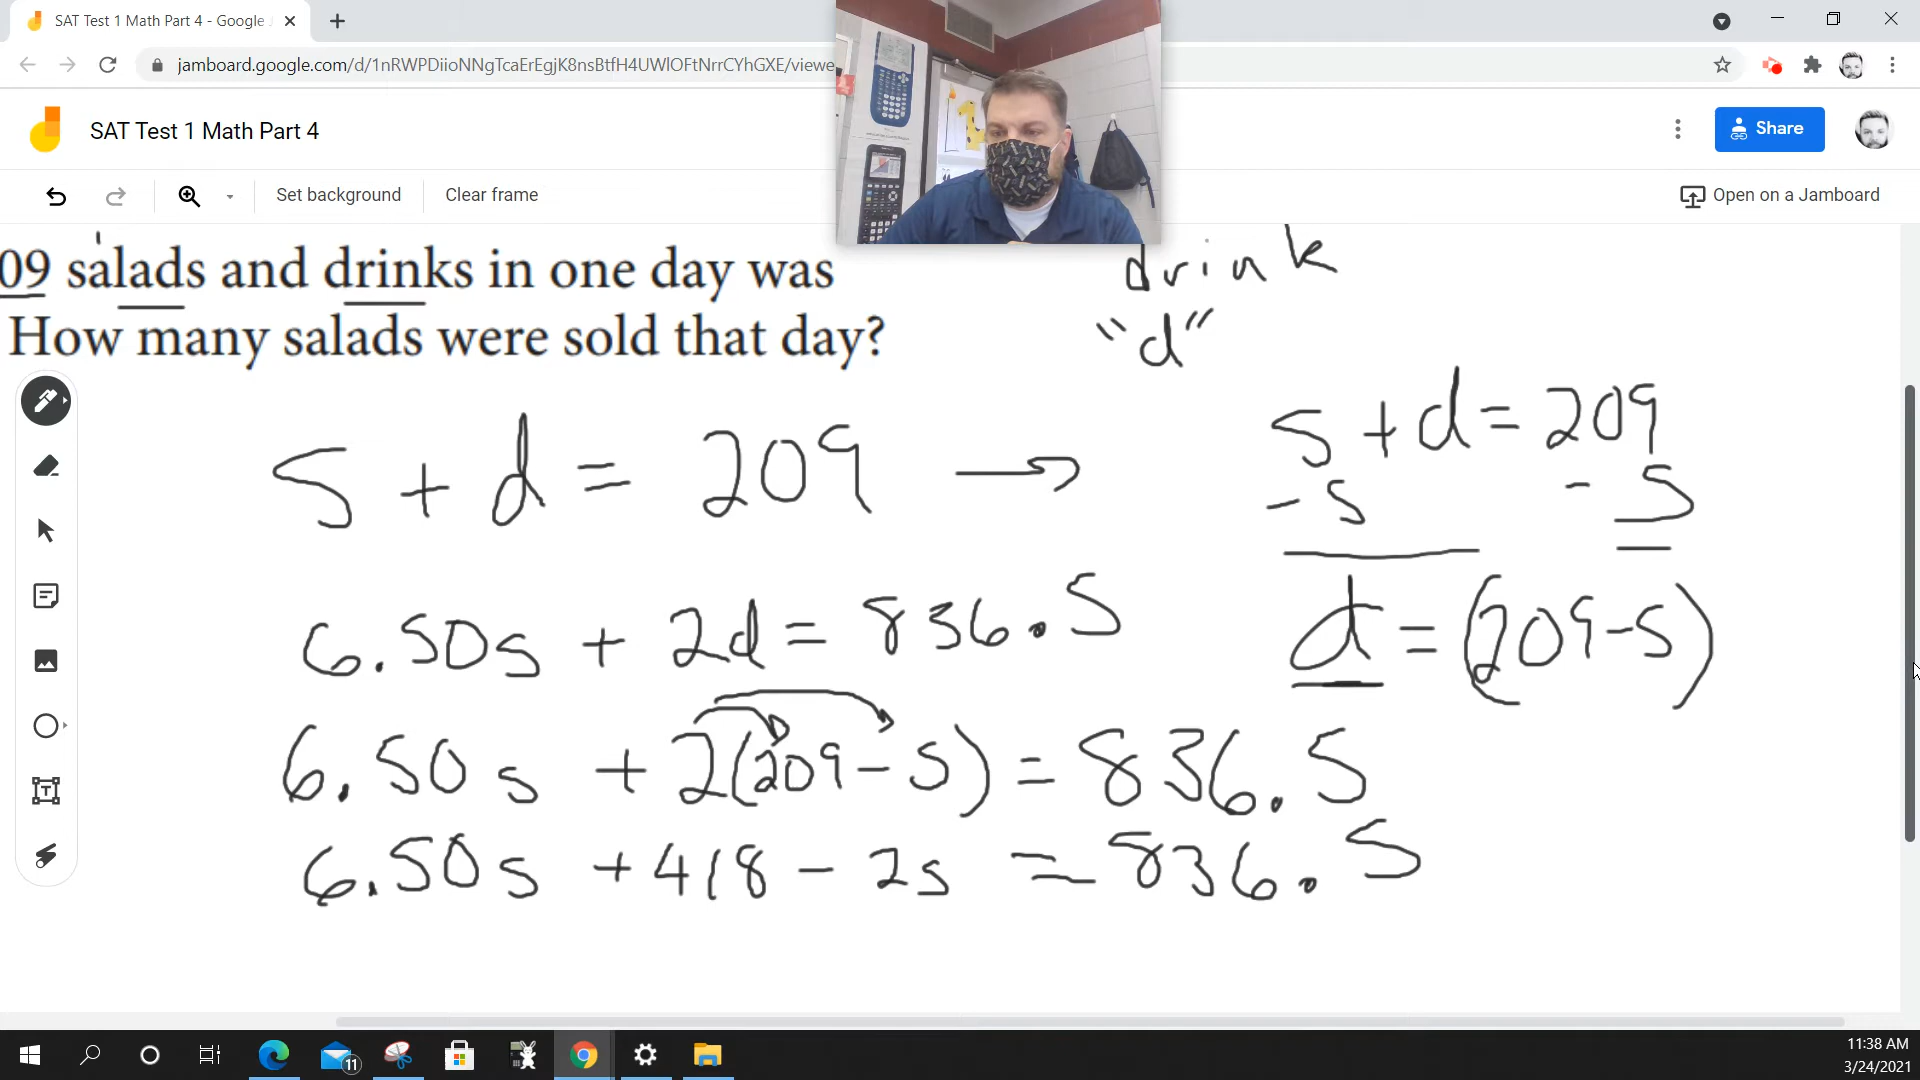 SAT Test 1 Math Part 4 - Google J
jamboard.google.com/d/1nRWPDiioNNgTcaErEgjK8nsBtfH4UWlOFtNrrCYhGXE/viewe
SAT Test 1 Math Part 4
Share
Set background
Clear frame
Open on a Jamboard
09 salads and drinks in one day was
How many salads were sold that day?
drink
"d"
s + d = 209 →
s + d = 209
- s - s
6.50s + 2d = 836.5
d = (209-s)
6.50s + 2(209-s) = 836.5
6.50s + 418 - 2s = 836.5
11
11:38 AM
3/24/2021